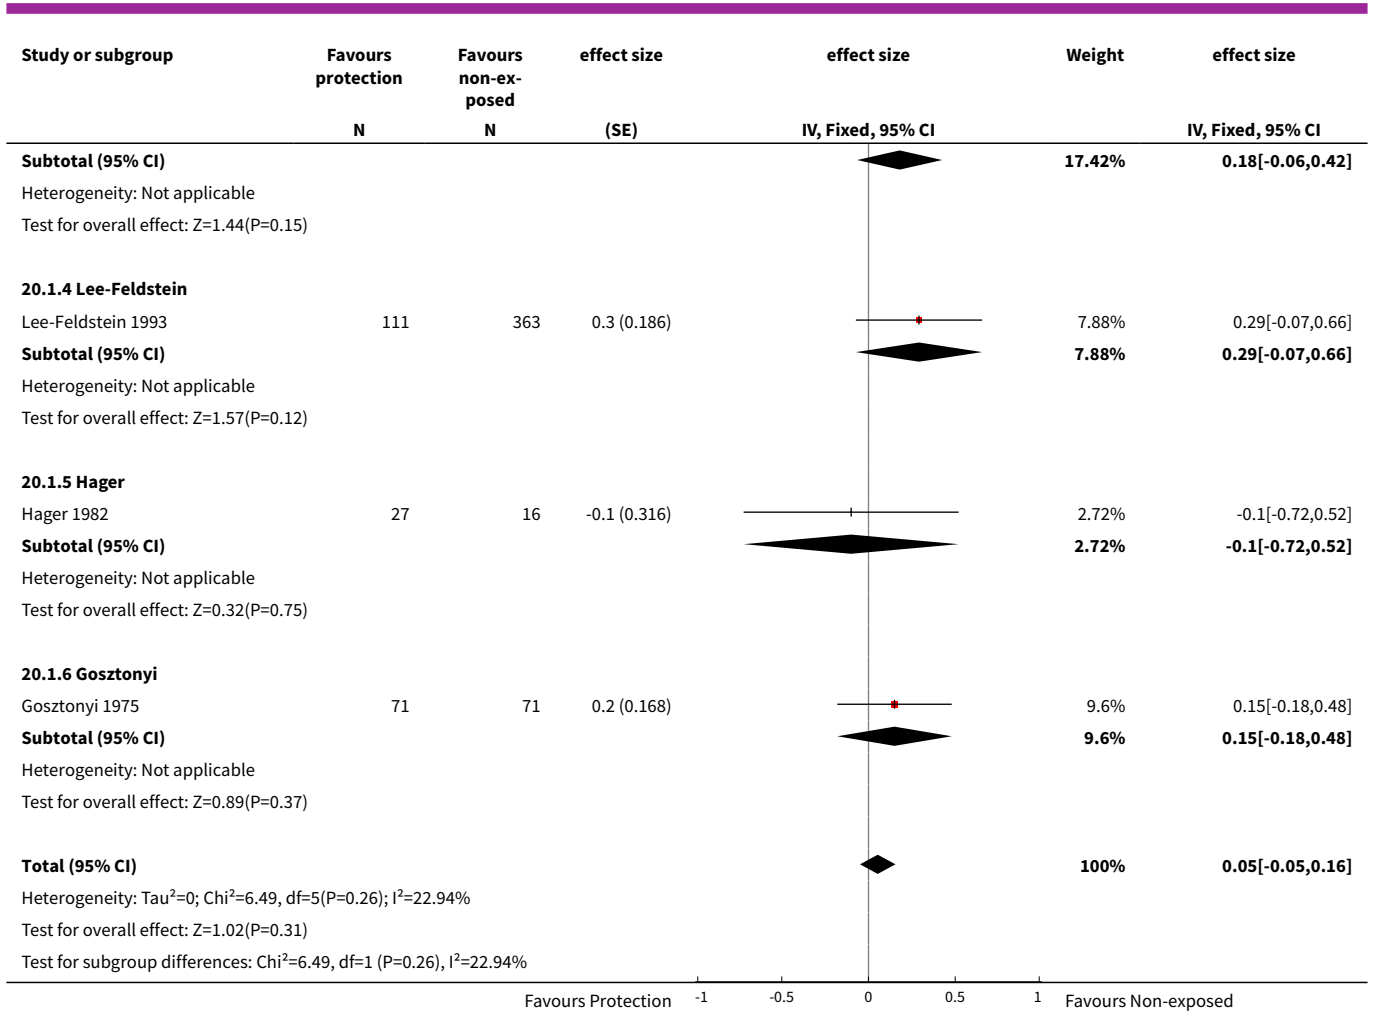 Study or subgroup Favours protection Favours non-ex-posed effect size effect size Weight effect size
N N (SE) IV, Fixed, 95% CI IV, Fixed, 95% CI
Subtotal (95% CI) 17.42% 0.18[-0.06,0.42]
Heterogeneity: Not applicable
Test for overall effect: Z=1.44(P=0.15)
20.1.4 Lee-Feldstein
Lee-Feldstein 1993 111 363 0.3 (0.186) 7.88% 0.29[-0.07,0.66]
Subtotal (95% CI) 7.88% 0.29[-0.07,0.66]
Heterogeneity: Not applicable
Test for overall effect: Z=1.57(P=0.12)
20.1.5 Hager
Hager 1982 27 16 -0.1 (0.316) 2.72% -0.1[-0.72,0.52]
Subtotal (95% CI) 2.72% -0.1[-0.72,0.52]
Heterogeneity: Not applicable
Test for overall effect: Z=0.32(P=0.75)
20.1.6 Gosztonyi
Gosztonyi 1975 71 71 0.2 (0.168) 9.6% 0.15[-0.18,0.48]
Subtotal (95% CI) 9.6% 0.15[-0.18,0.48]
Heterogeneity: Not applicable
Test for overall effect: Z=0.89(P=0.37)
Total (95% CI) 100% 0.05[-0.05,0.16]
Heterogeneity: Tau²=0; Chi²=6.49, df=5(P=0.26); I²=22.94%
Test for overall effect: Z=1.02(P=0.31)
Test for subgroup differences: Chi²=6.49, df=1 (P=0.26), I²=22.94%
Favours Protection -1 -0.5 0 0.5 1 Favours Non-exposed